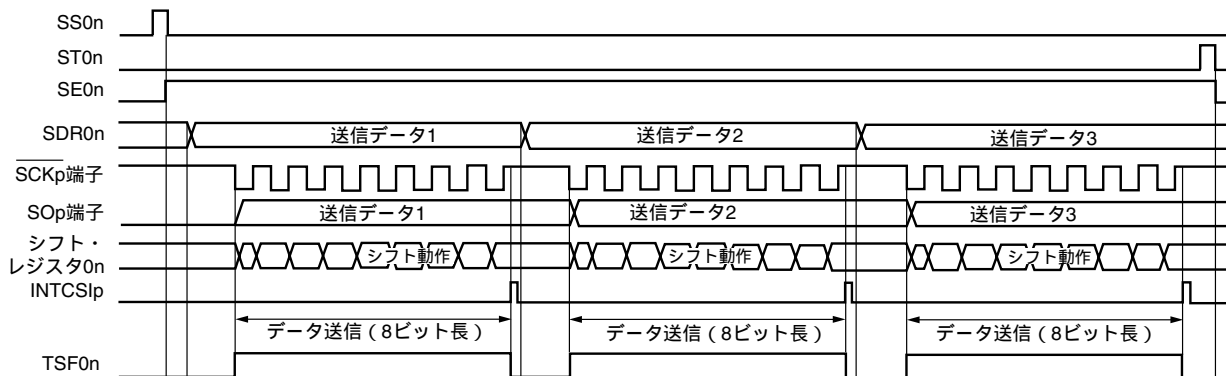 SS0n
ST0n
SE0n
SDR0n 送信データ1 送信データ2 送信データ3
SCKp端子
SOp端子 送信データ1 送信データ2 送信データ3
シフト・
レジスタ0n シフト動作 シフト動作 シフト動作
INTCSIp
データ送信(8ビット長) データ送信(8ビット長) データ送信(8ビット長)
TSF0n